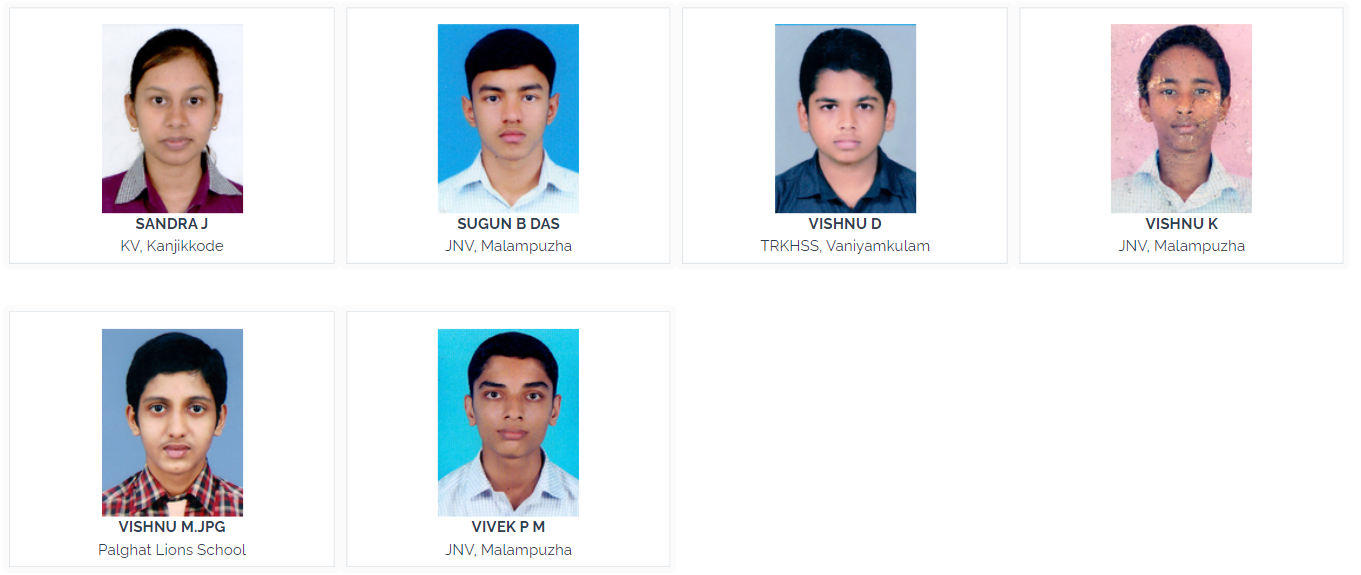 SANDRA J
KV, Kanjikkode
SUGUN B DAS
JNV, Malampuzha
VISHNU D
TRKHSS, Vaniyamkulam
VISHNU K
JNV, Malampuzha
VISHNU M.JPG
Palghat Lions School
VIVEK P M
JNV, Malampuzha